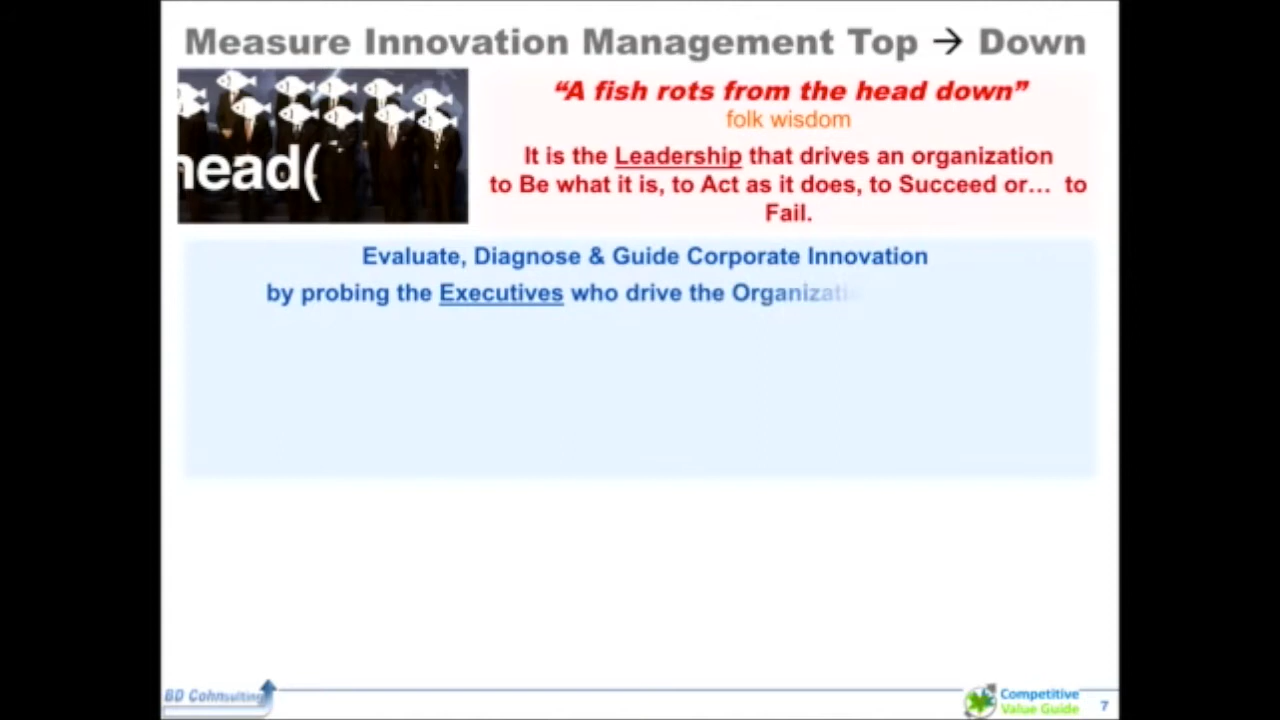 Measure Innovation Management Top → Down
“A fish rots from the head down”
folk wisdom
head(
It is the Leadership that drives an organization
to Be what it is, to Act as it does, to Succeed or… to
Fail.
Evaluate, Diagnose & Guide Corporate Innovation
by probing the Executives who drive the Organizati
BD Cohnsulting
Competitive
Value Guide
7